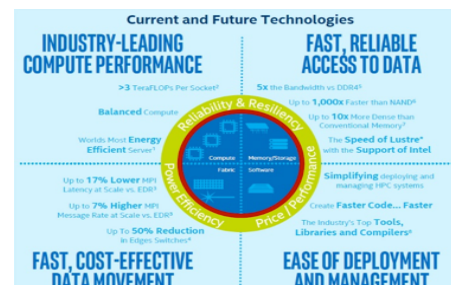 Current and Future Technologies
INDUSTRY-LEADING
COMPUTE PERFORMANCE
>3 TeraFLOPs Per Socket²
Balanced Compute
Worlds Most Energy
Efficient Server
FAST, RELIABLE
ACCESS TO DATA
5x the Bandwidth vs DDR4⁵
Up to 1,000x Faster than NAND⁶
Up to 10x More Dense than
Conventional Memory⁷
The Speed of Lustre*
with the Support of Intel
Reliability & Resiliency
Power Efficiency
Price / Performance
Compute
Memory/Storage
Fabric
Software
Up to 17% Lower MPI
Latency at Scale vs. EDR
Up to 7% Higher MPI
Message Rate at Scale vs. EDR
Up To 50% Reduction
in Edges Switches⁴
FAST, COST-EFFECTIVE
DATA MOVEMENT
Simplifying deploying and
managing HPC systems
Create Faster Code... Faster
The Industry's Top Tools,
Libraries and Compilers
EASE OF DEPLOYMENT
AND MANAGEMENT